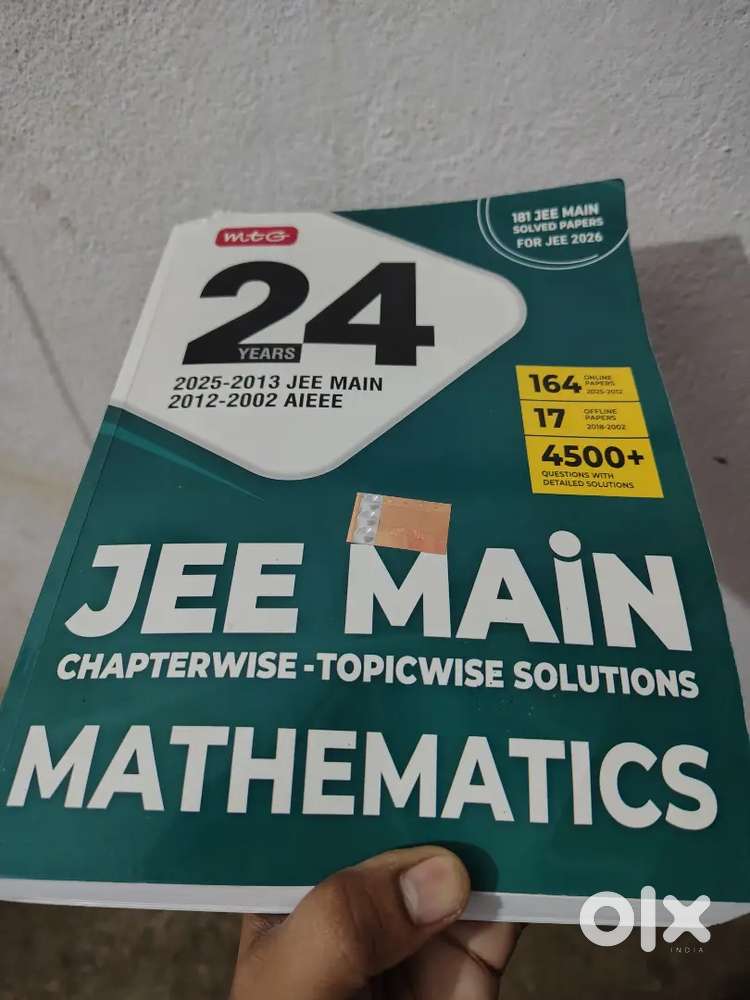 mtG
181 JEE MAIN
SOLVED PAPERS
FOR JEE 2026
24
YEARS
2025-2013 JEE MAIN
2012-2002 AIEEE
164 ONLINE
PAPERS
2025-2012
17 OFFLINE
PAPERS
2018-2002
4500+
QUESTIONS WITH
DETAILED SOLUTIONS
JEE MAiN
CHAPTERWISE-TOPICWISE SOLUTIONS
MATHEMATICS
olx
INDIA